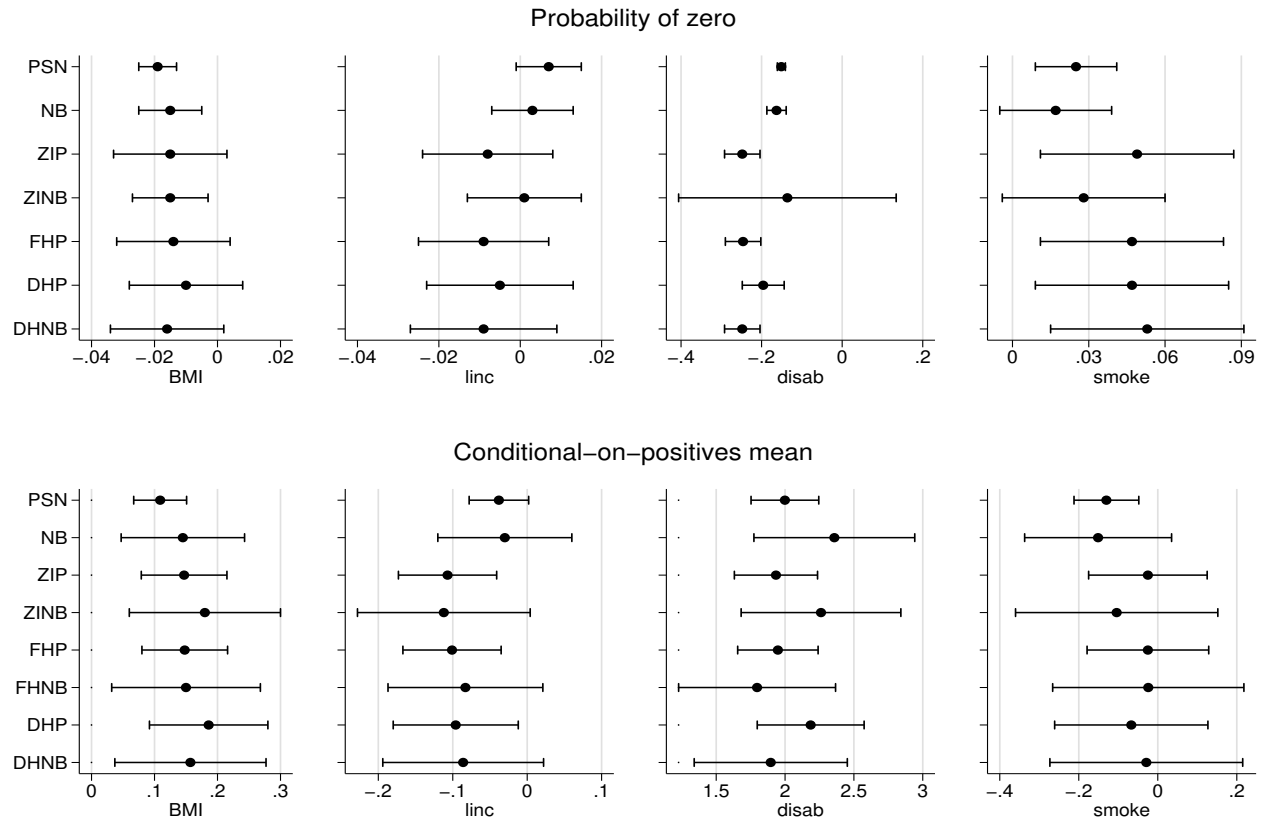 Probability of zero
PSN
NB
ZIP
ZINB
FHP
DHP
DHNB
−.04 −.02 0 .02
BMI
−.04 −.02 0 .02
linc
−.4 −.2 0 .2
disab
0 .03 .06 .09
smoke
Conditional−on−positives mean
PSN
NB
ZIP
ZINB
FHP
FHNB
DHP
DHNB
0 .1 .2 .3
BMI
−.2 −.1 0 .1
linc
1.5 2 2.5 3
disab
−.4 −.2 0 .2
smoke